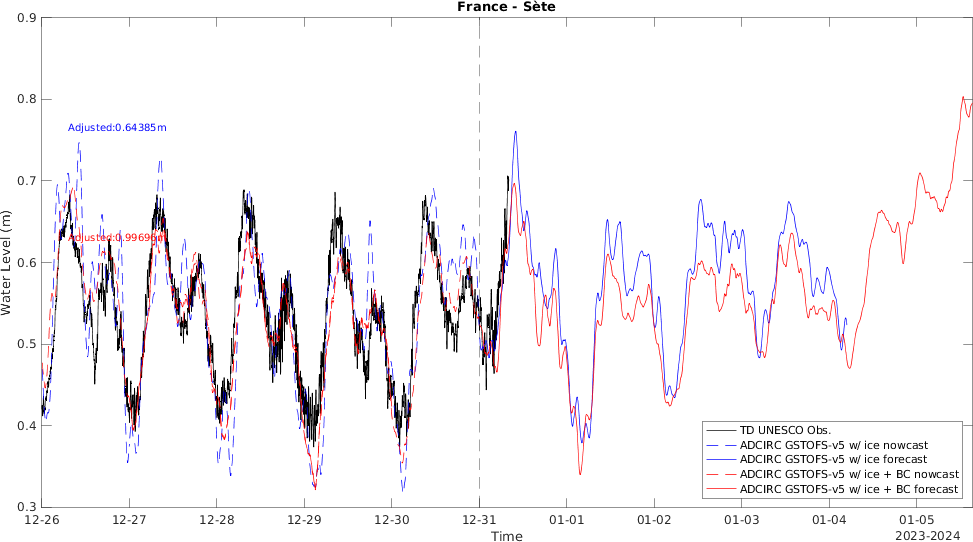 France - Sète
Water Level (m)
0.9
0.8
0.7
0.6
0.5
0.4
0.3
Adjusted:0.64385m
Adjusted:0.99696m
TD UNESCO Obs.
ADCIRC GSTOFS-v5 w/ ice nowcast
ADCIRC GSTOFS-v5 w/ ice forecast
ADCIRC GSTOFS-v5 w/ ice + BC nowcast
ADCIRC GSTOFS-v5 w/ ice + BC forecast
12-26 12-27 12-28 12-29 12-30 12-31 01-01 01-02 01-03 01-04 01-05
Time
2023-2024